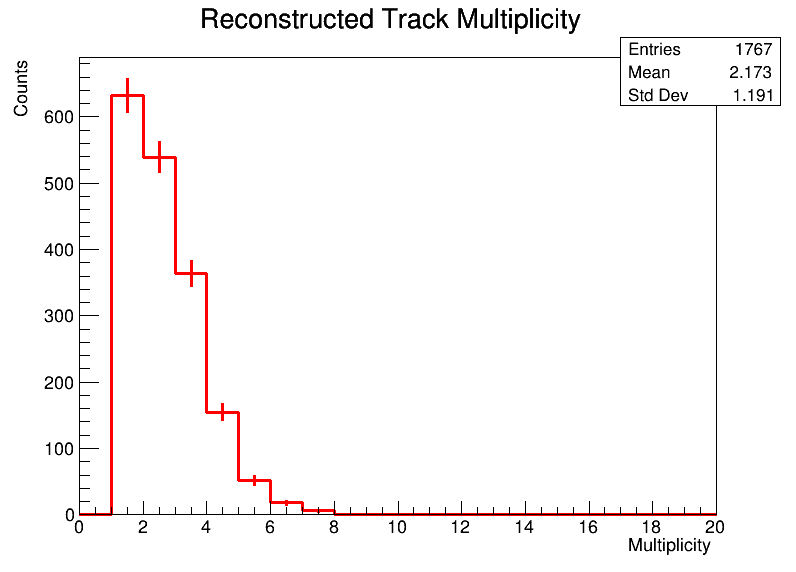 Reconstructed Track Multiplicity
Entries 1767
Mean 2.173
Std Dev 1.191
Counts
600
500
400
300
200
100
0
0 2 4 6 8 10 12 14 16 18 20
Multiplicity